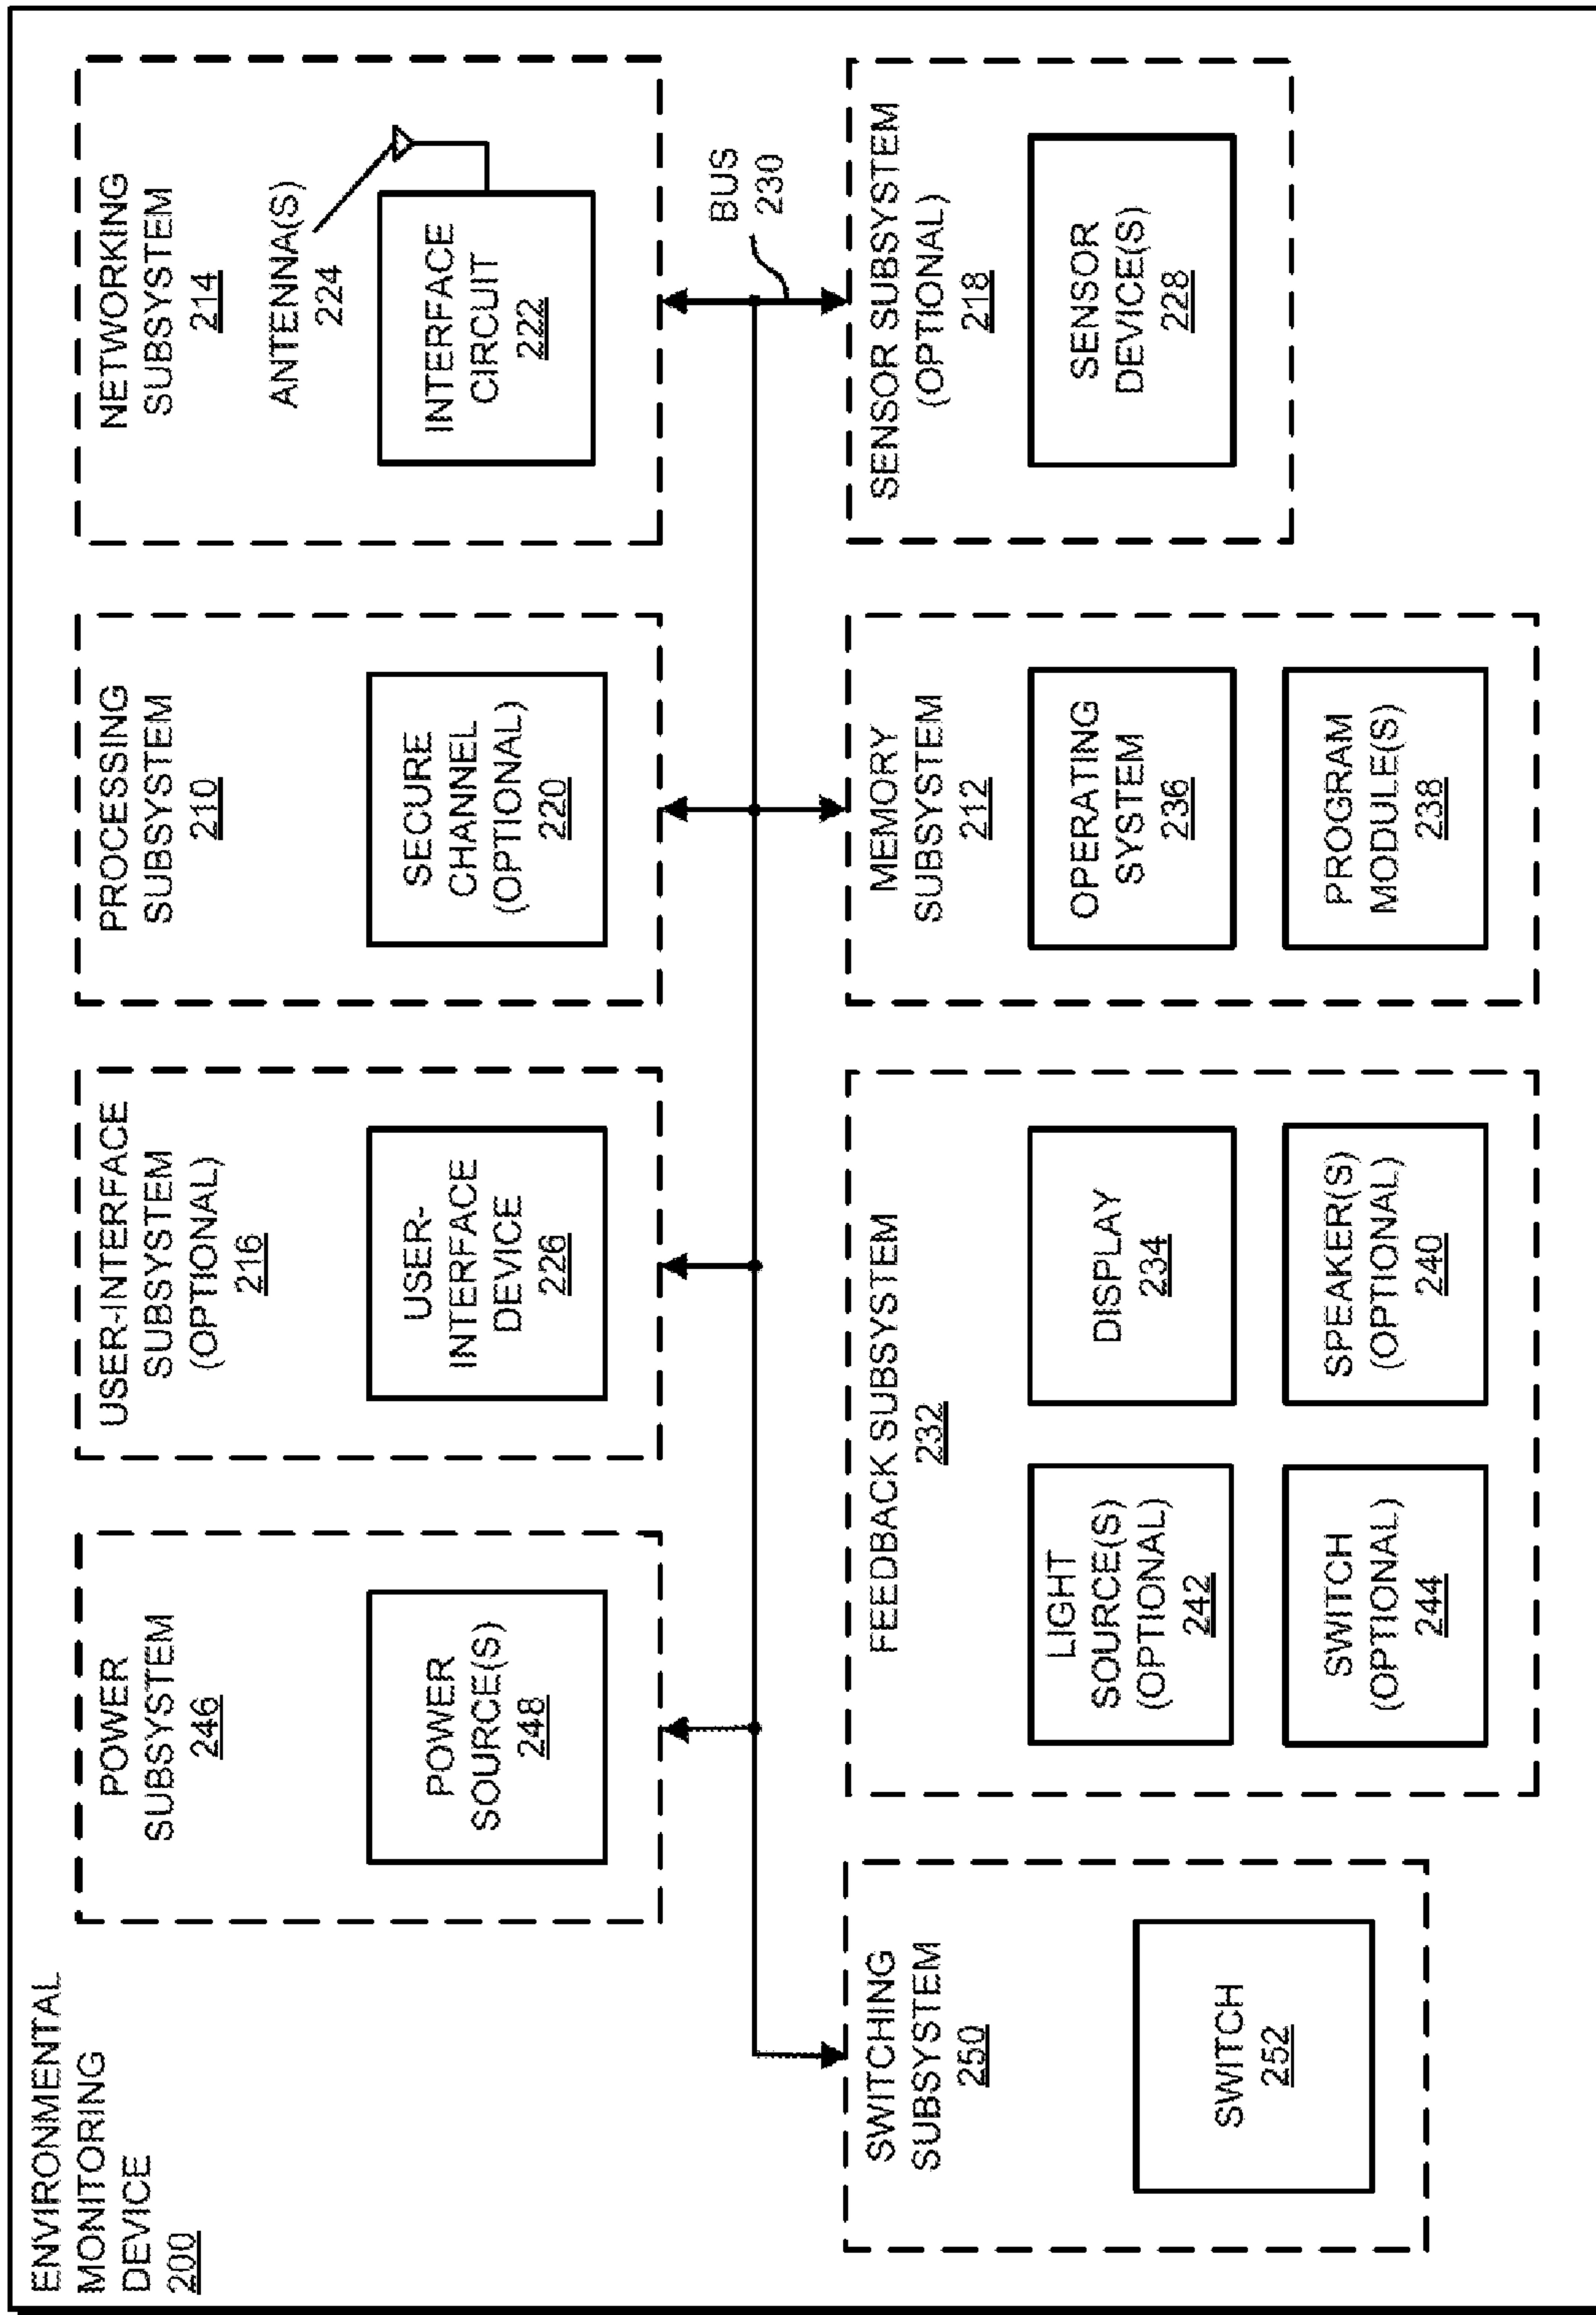 ENVIRONMENTAL
MONITORING
DEVICE
200
POWER
SUBSYSTEM
246
POWER
SOURCE(S)
248
USER-INTERFACE
SUBSYSTEM
(OPTIONAL)
216
USER-
INTERFACE
DEVICE
226
PROCESSING
SUBSYSTEM
210
SECURE
CHANNEL
(OPTIONAL)
220
NETWORKING
SUBSYSTEM
214
ANTENNA(S)
224
INTERFACE
CIRCUIT
222
BUS
230
SWITCHING
SUBSYSTEM
250
SWITCH
252
FEEDBACK SUBSYSTEM
232
LIGHT
SOURCE(S)
(OPTIONAL)
242
DISPLAY
234
SWITCH
(OPTIONAL)
244
SPEAKER(S)
(OPTIONAL)
240
MEMORY
SUBSYSTEM
212
OPERATING
SYSTEM
236
PROGRAM
MODULE(S)
238
SENSOR SUBSYSTEM
(OPTIONAL)
218
SENSOR
DEVICE(S)
228